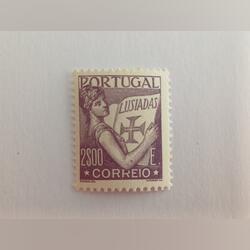 PORTUGAL
LUSIADAS
2$00 E.
CORREIO